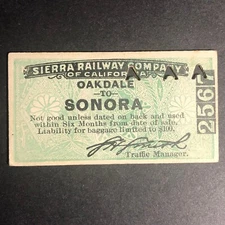 SIERRA RAILWAY COMPANY
OF CALIFORNIA
OAKDALE
TO
SONORA
Not good unless dated on back and used
within Six Months from date of sale.
Liability for baggage limited to $100.
Traffic Manager.
2567